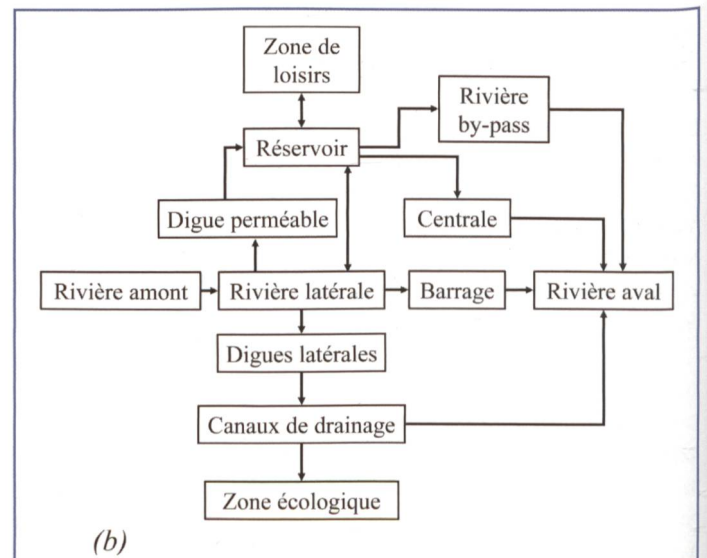 Zone de
loisirs
Rivière
by-pass
Réservoir
Digue perméable
Centrale
Rivière amont
Rivière latérale
Barrage
Rivière aval
Digues latérales
Canaux de drainage
Zone écologique
(b)